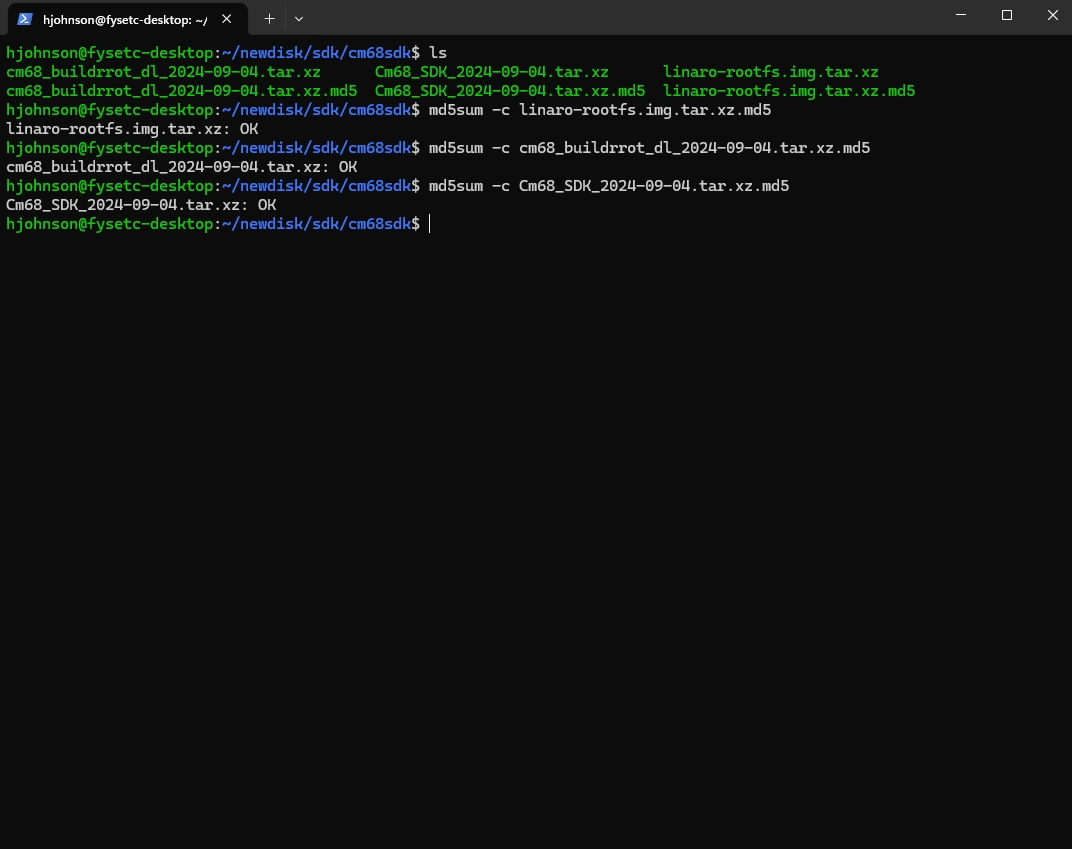 hjohnson@fysetc-desktop: ~/
hjohnson@fysetc-desktop:~/newdisk/sdk/cm68sdk$ ls
cm68_buildrrot_dl_2024-09-04.tar.xz      Cm68_SDK_2024-09-04.tar.xz      linaro-rootfs.img.tar.xz
cm68_buildrrot_dl_2024-09-04.tar.xz.md5  Cm68_SDK_2024-09-04.tar.xz.md5  linaro-rootfs.img.tar.xz.md5
hjohnson@fysetc-desktop:~/newdisk/sdk/cm68sdk$ md5sum -c linaro-rootfs.img.tar.xz.md5
linaro-rootfs.img.tar.xz: OK
hjohnson@fysetc-desktop:~/newdisk/sdk/cm68sdk$ md5sum -c cm68_buildrrot_dl_2024-09-04.tar.xz.md5
cm68_buildrrot_dl_2024-09-04.tar.xz: OK
hjohnson@fysetc-desktop:~/newdisk/sdk/cm68sdk$ md5sum -c Cm68_SDK_2024-09-04.tar.xz.md5
Cm68_SDK_2024-09-04.tar.xz: OK
hjohnson@fysetc-desktop:~/newdisk/sdk/cm68sdk$